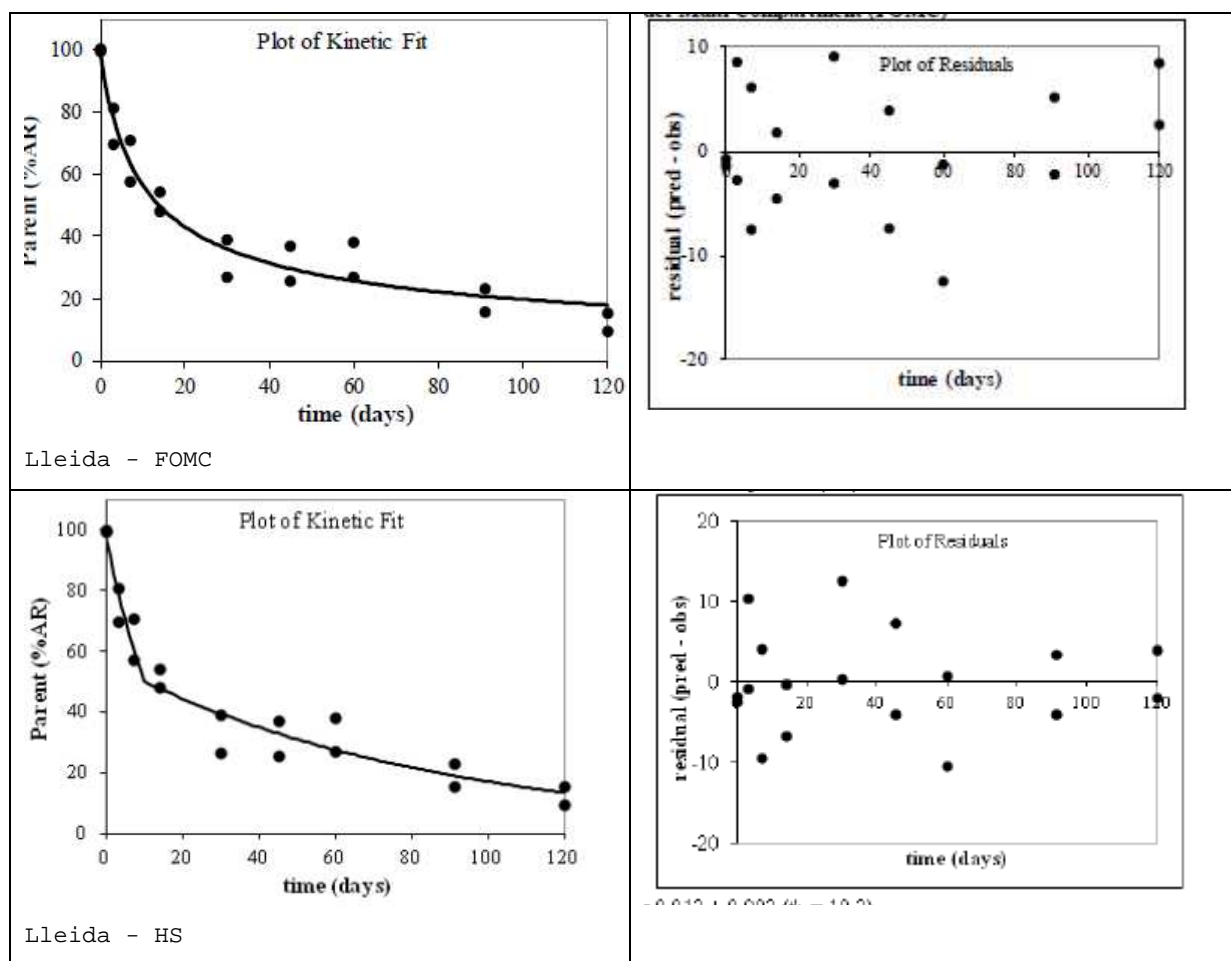 Plot of Kinetic Fit
100
80
60
40
20
0
0 20 40 60 80 100 120
Parent (%AR)
time (days)
Lleida - FOMC
der Multi Compartment (FOMC)
Plot of Residuals
10
0
-10
-20
20 40 60 80 100 120
residual (pred - obs)
time (days)
Plot of Kinetic Fit
100
80
60
40
20
0
0 20 40 60 80 100 120
Parent (%AR)
time (days)
Lleida - HS
Plot of Residuals
20
10
0
-10
-20
20 40 60 80 100 120
residual (pred - obs)
time (days)